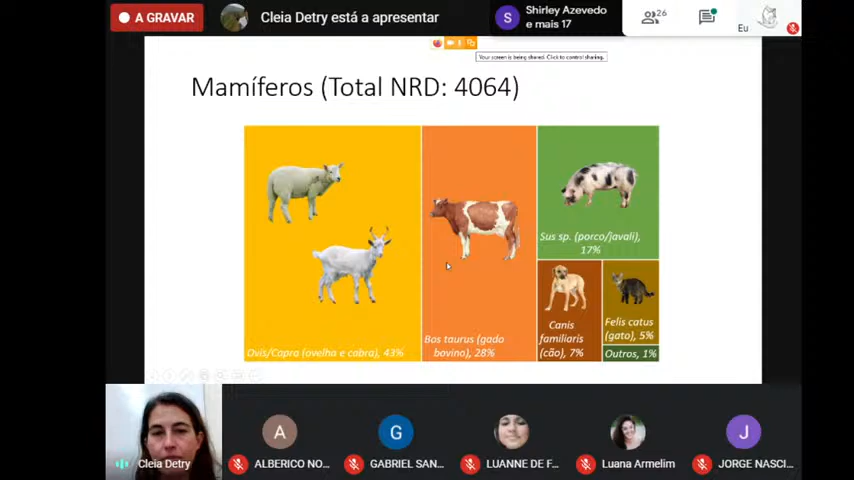 A GRAVAR
Cleia Detry está a apresentar
S
Shirley Azevedo
e mais 17
26
Eu
Your screen is being shared. Click to control sharing.
Mamíferos (Total NRD: 4064)
Ovis/Capra (ovelha e cabra), 43%
Bos taurus (gado
bovino), 28%
Sus sp. (porco/javali),
17%
Canis
familiaris
(cão), 7%
Felis catus
(gato), 5%
Outros, 1%
Cleia Detry
A
ALBERICO NO...
G
GABRIEL SAN...
LUANNE DE F...
Luana Armelim
J
JORGE NASCI...